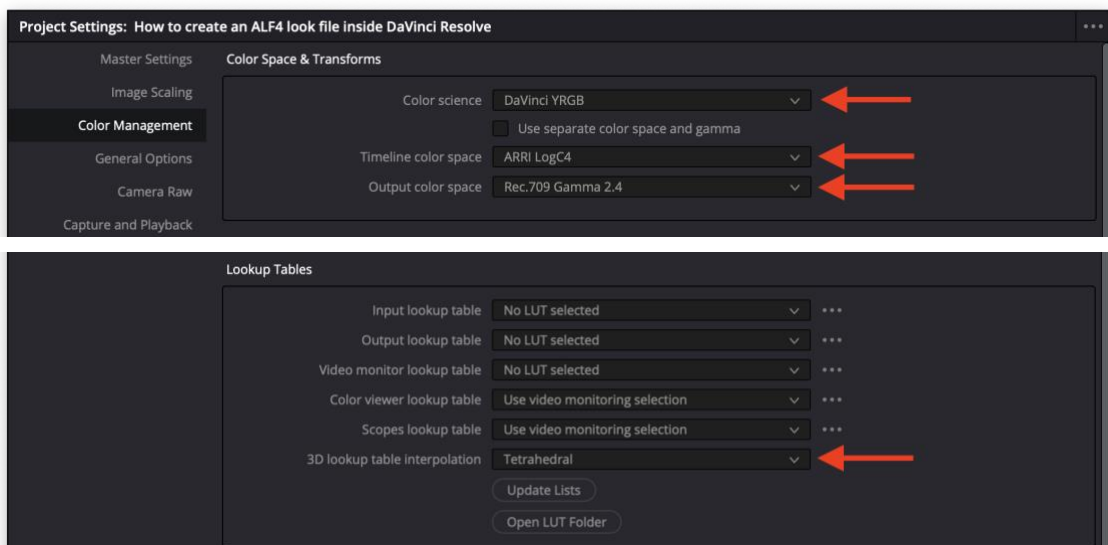 Project Settings: How to create an ALF4 look file inside DaVinci Resolve
Master Settings
Image Scaling
Color Management
General Options
Camera Raw
Capture and Playback
Color Space & Transforms
Color science DaVinci YRGB
Use separate color space and gamma
Timeline color space ARRI LogC4
Output color space Rec.709 Gamma 2.4
Lookup Tables
Input lookup table No LUT selected
Output lookup table No LUT selected
Video monitor lookup table No LUT selected
Color viewer lookup table Use video monitoring selection
Scopes lookup table Use video monitoring selection
3D lookup table interpolation Tetrahedral
Update Lists
Open LUT Folder